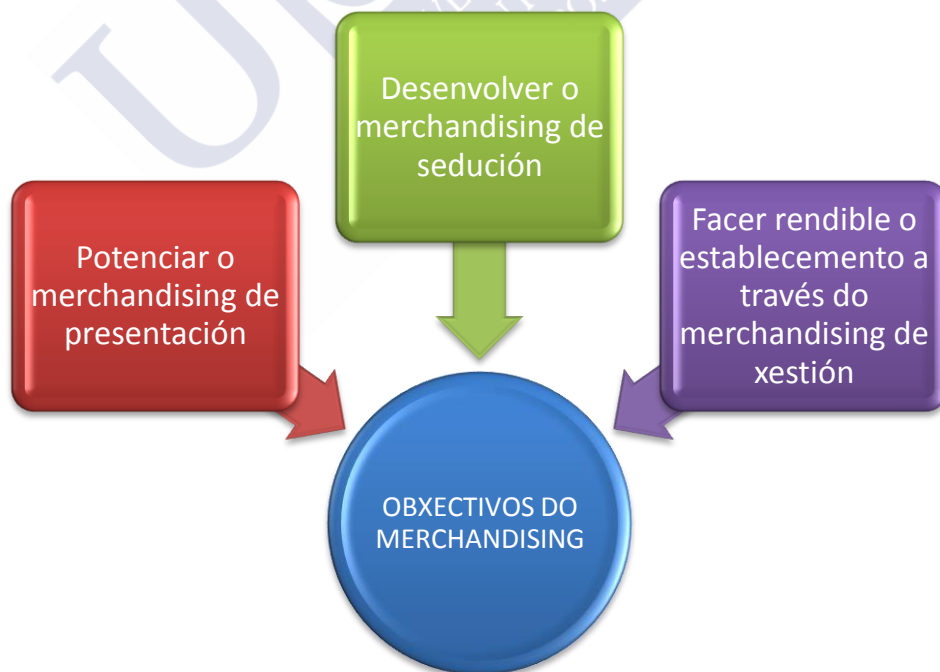 Desenvolver o
merchandising de
sedución
Potenciar o
merchandising de
presentación
Facer rendible o
establecemento a
través do
merchandising de
xestión
OBXECTIVOS DO
MERCHANDISING